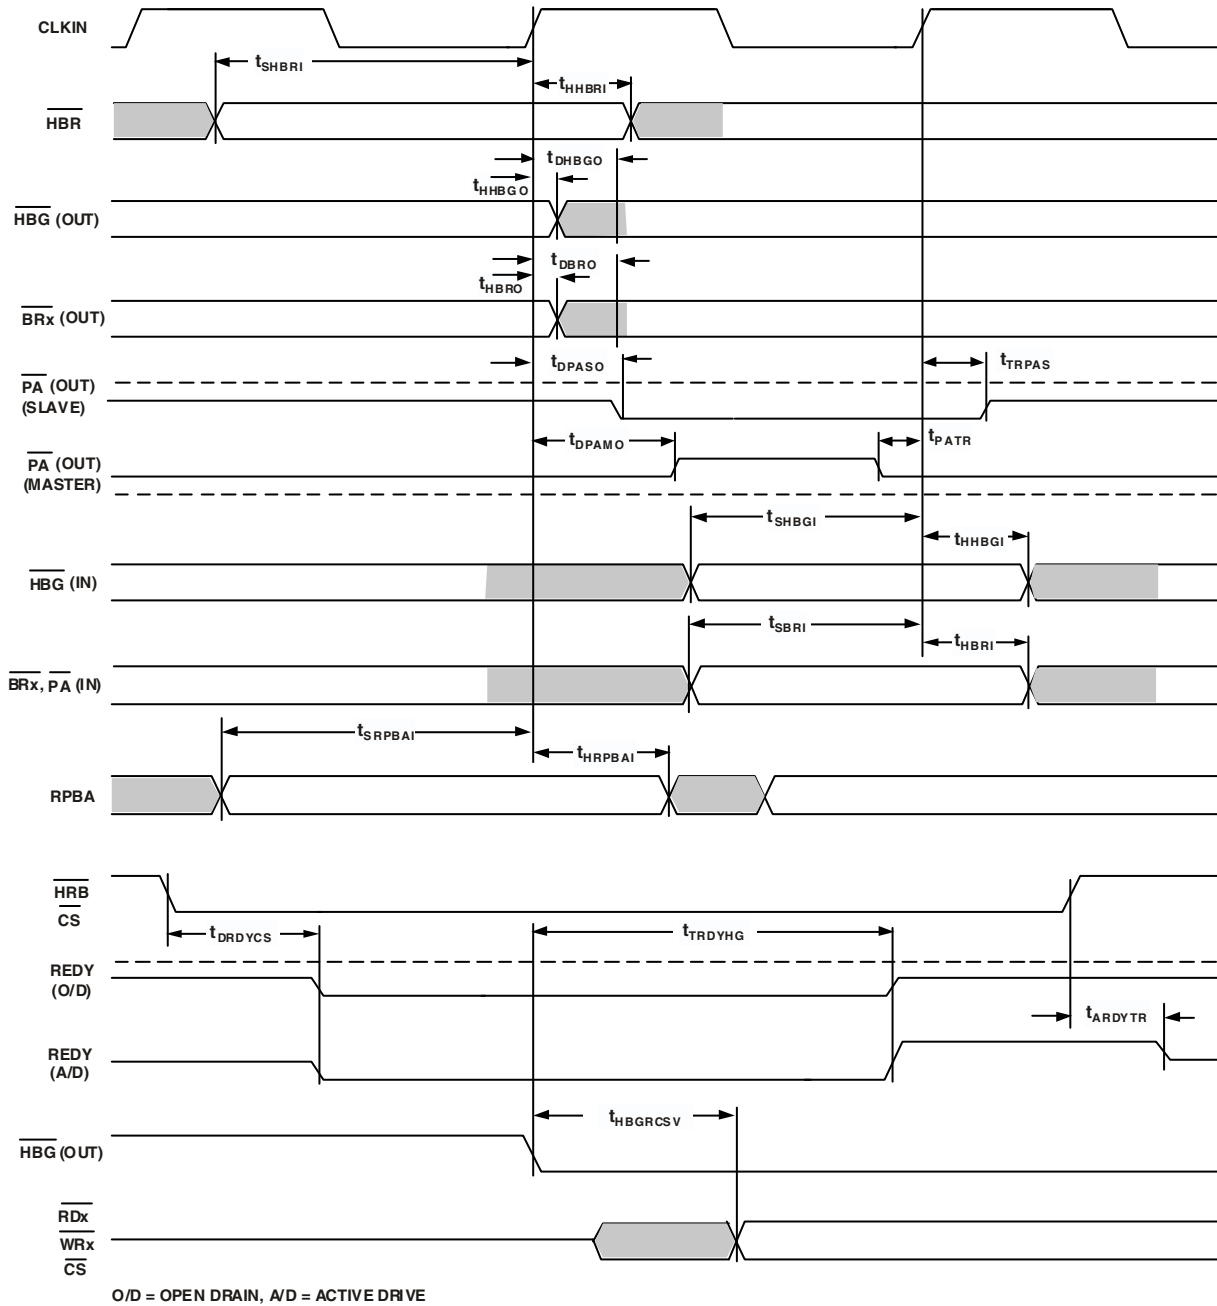 CLKIN
tSHBRI
tHHBRI
HBR
tDHBGO
tHHBGO
HBG (OUT)
tDBRO
tHBRO
BRx (OUT)
tDPASO
tTRPAS
PA (OUT)
(SLAVE)
tDPAMO
tPATR
PA (OUT)
(MASTER)
tSHBGI
tHHBGI
HBG (IN)
tSBRI
tHBRI
BRx, PA (IN)
tSRPBAI
tHRPBAI
RPBA
HRB
CS
tDRDYCS
tTRDYHG
REDY
(O/D)
tARDYTR
REDY
(A/D)
tHBGRCSV
HBG (OUT)
RDx
WRx
CS
O/D = OPEN DRAIN, A/D = ACTIVE DRIVE